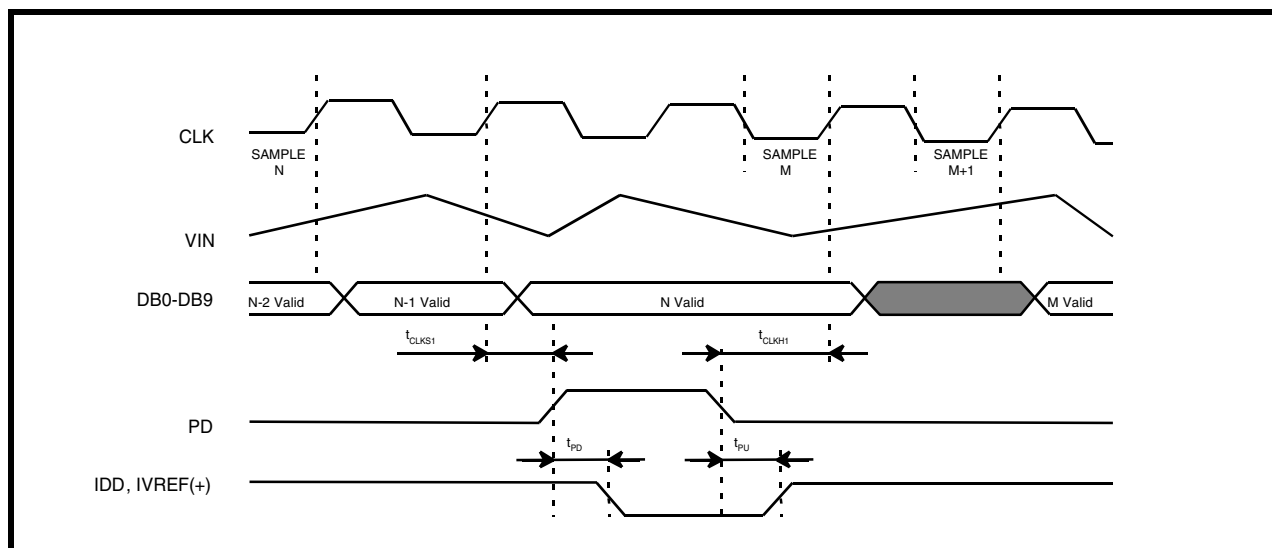 CLK
SAMPLE
N
SAMPLE
M
SAMPLE
M+1
VIN
DB0-DB9
N-2 Valid
N-1 Valid
N Valid
M Valid
tCLKS1
tCLKH1
PD
tPD
tPU
IDD, IVREF(+)